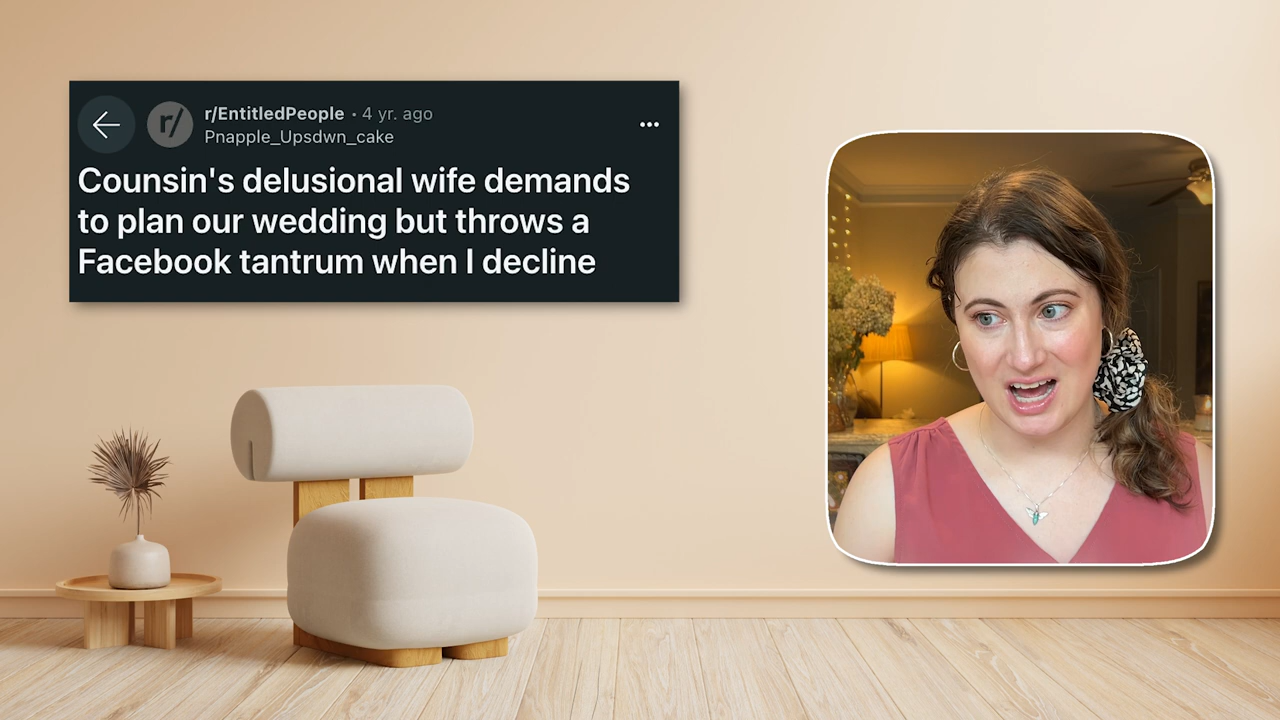 r/EntitledPeople • 4 yr. ago
Pnapple_Upsdwn_cake
Counsin's delusional wife demands
to plan our wedding but throws a
Facebook tantrum when I decline